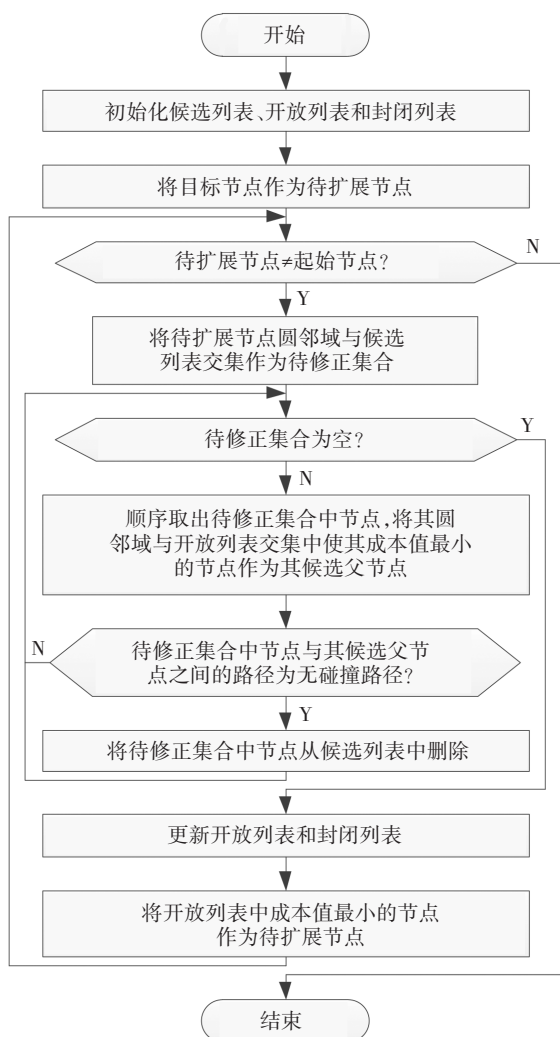 开始
初始化候选列表、开放列表和封闭列表
将目标节点作为待扩展节点
待扩展节点≠起始节点?
N
Y
将待扩展节点圆邻域与候选
列表交集作为待修正集合
待修正集合为空?
Y
N
顺序取出待修正集合中节点,将其圆
邻域与开放列表交集中使其成本值最小
的节点作为其候选父节点
N
待修正集合中节点与其候选父节
点之间的路径为无碰撞路径?
Y
将待修正集合中节点从候选列表中删除
更新开放列表和封闭列表
将开放列表中成本值最小的节点
作为待扩展节点
结束